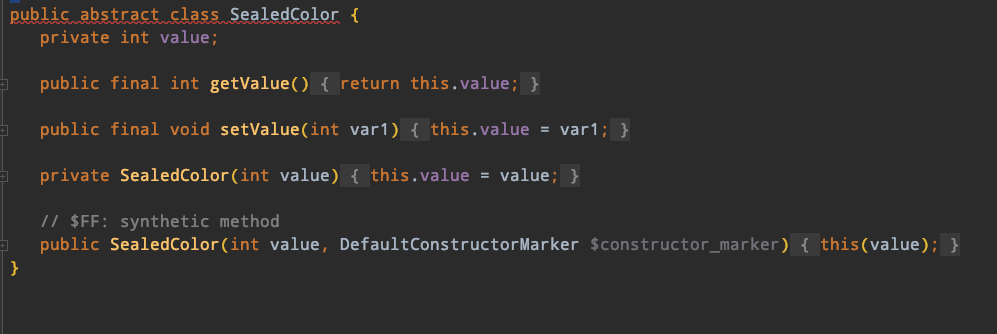 public abstract class SealedColor {
private int value;
public final int getValue() { return this.value; }
public final void setValue(int var1) { this.value = var1; }
private SealedColor(int value) { this.value = value; }
// $FF: synthetic method
public SealedColor(int value, DefaultConstructorMarker $constructor_marker) { this(value); }
}